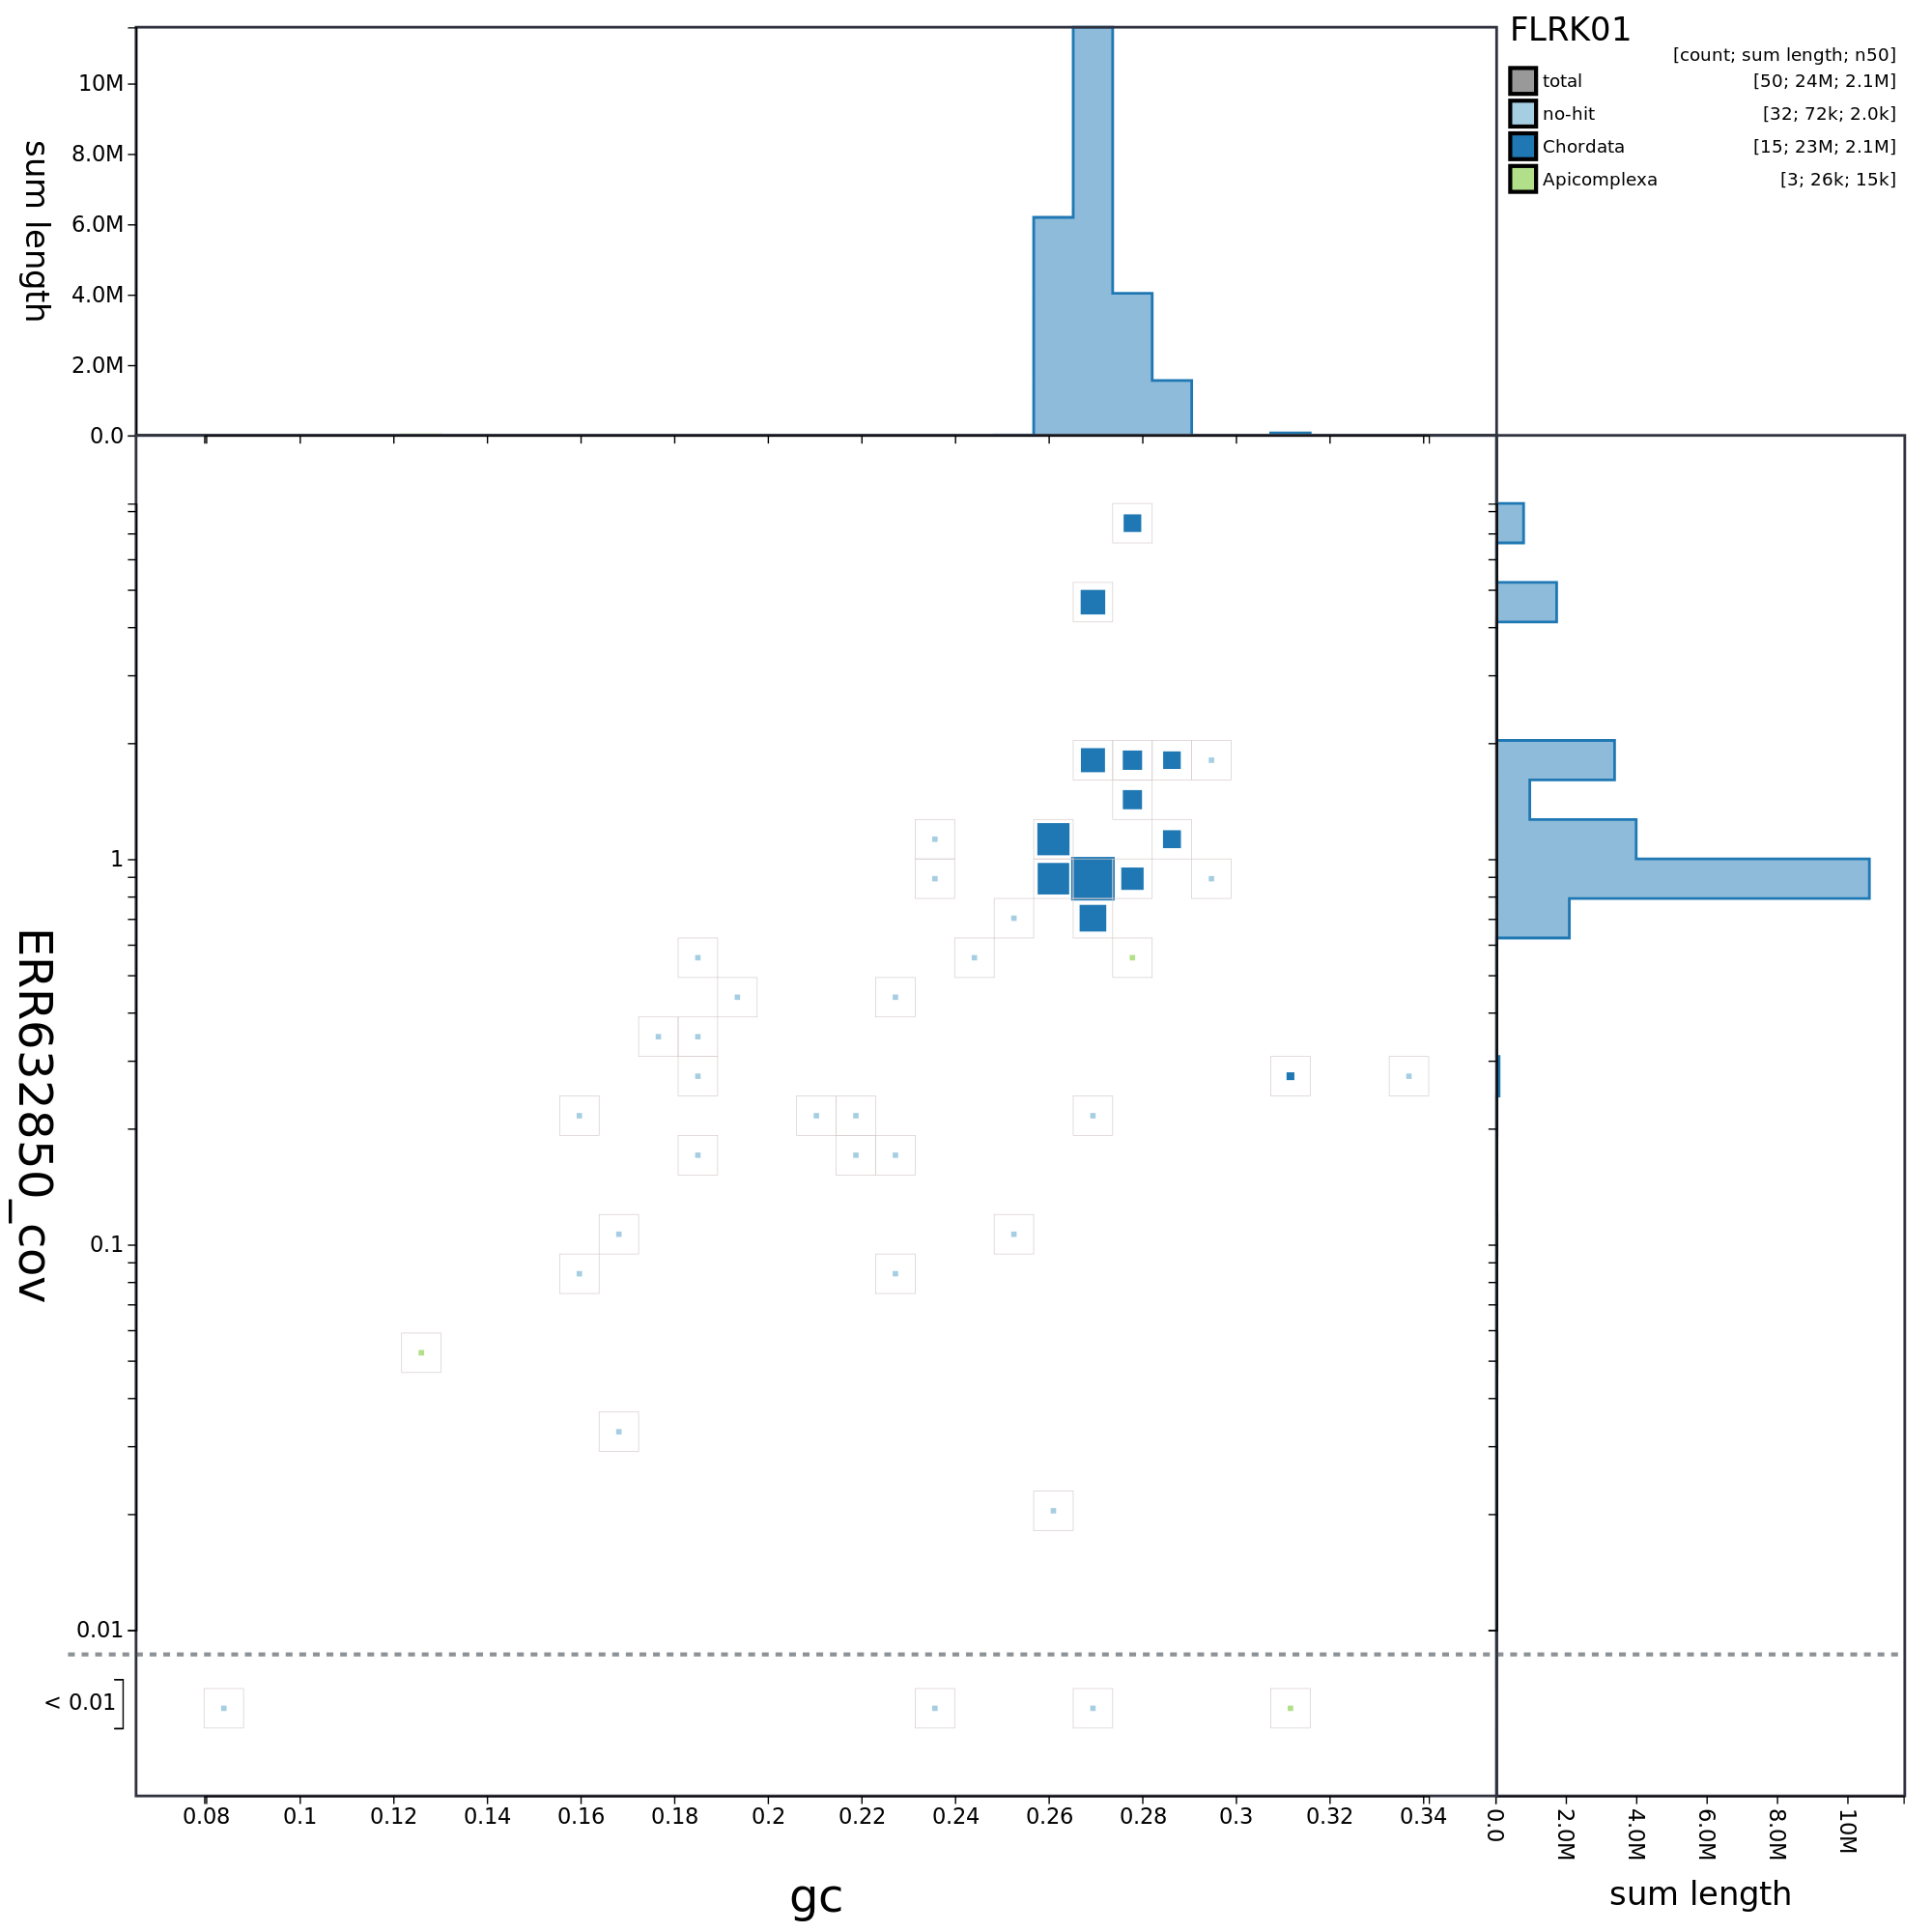 FLRK01
[count; sum length; n50]
total [50; 24M; 2.1M]
no-hit [32; 72k; 2.0k]
Chordata [15; 23M; 2.1M]
Apicomplexa [3; 26k; 15k]
sum length
10M
8.0M
6.0M
4.0M
2.0M
0.0
ERR632850_cov
1
0.1
0.01
< 0.01
0.08 0.1 0.12 0.14 0.16 0.18 0.2 0.22 0.24 0.26 0.28 0.3 0.32 0.34
gc
0.0 2.0M 4.0M 6.0M 8.0M 10M
sum length